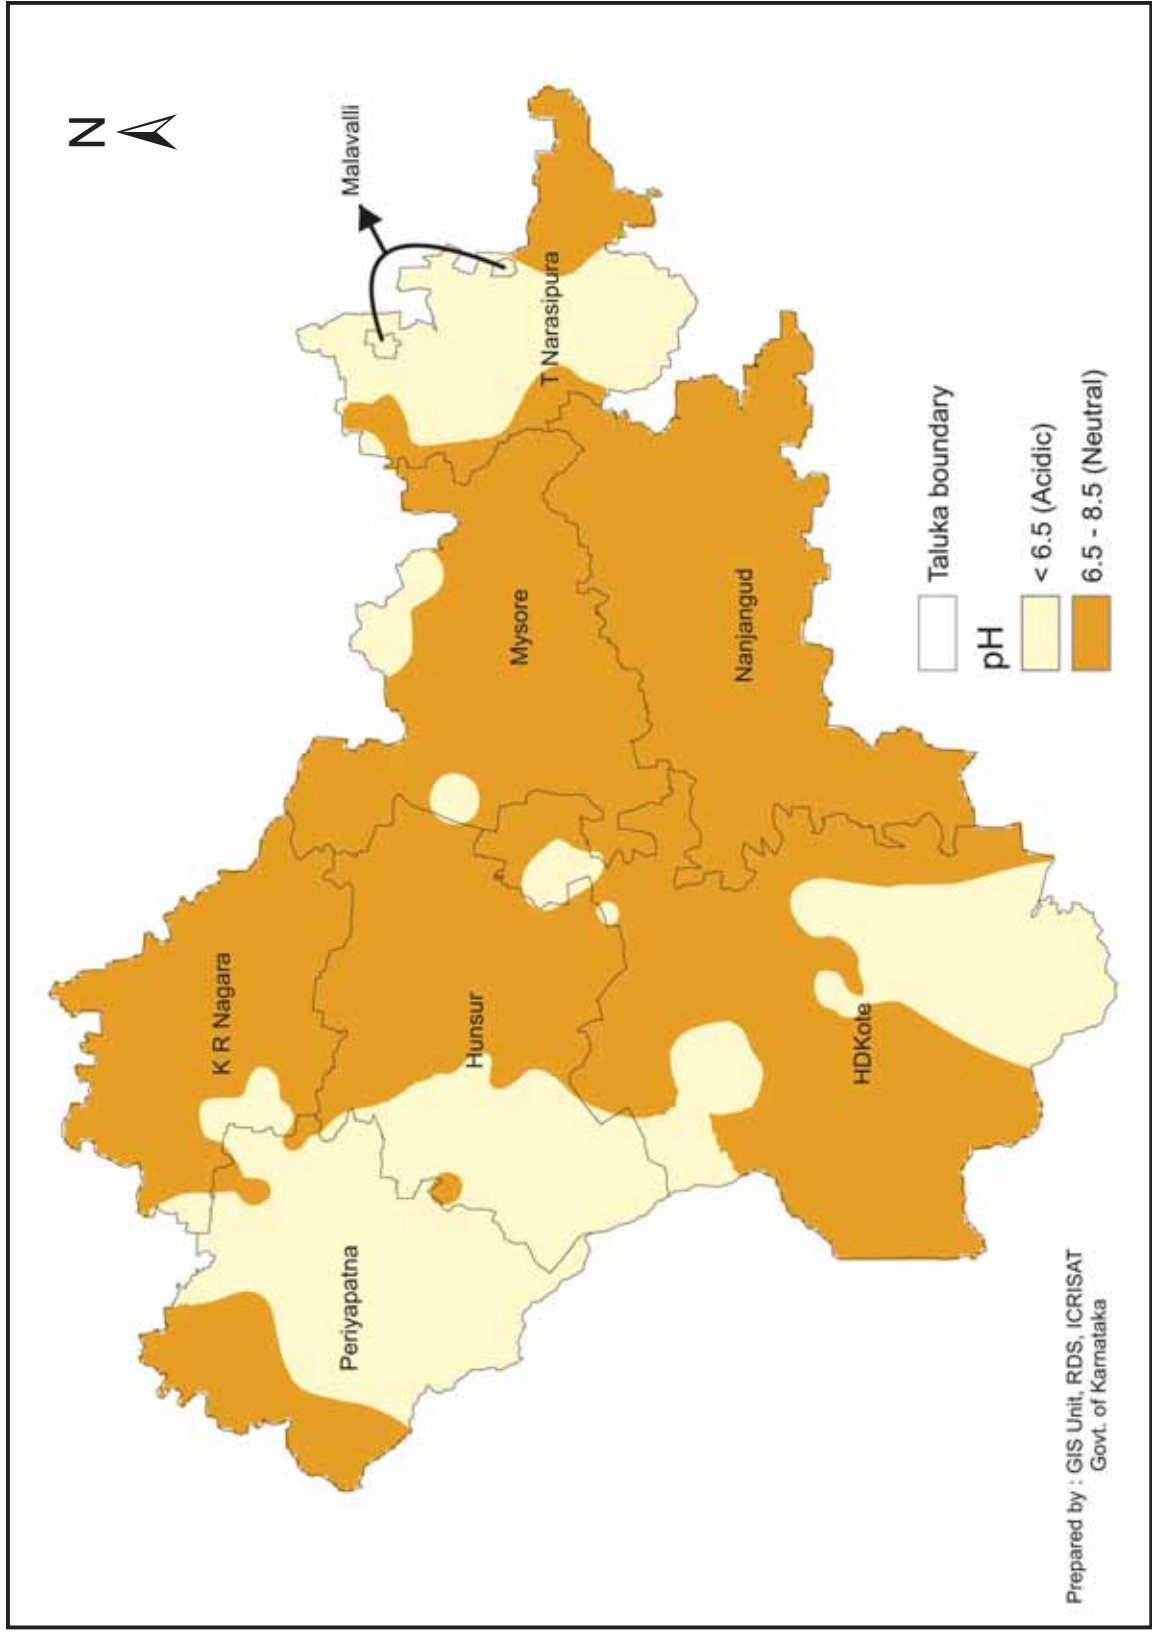 N
Malavalli
T Narasipura
Mysore
Nanjangud
K R Nagara
Hunsur
HDKote
Periyapatna
Taluka boundary
pH
< 6.5 (Acidic)
6.5 - 8.5 (Neutral)
Prepared by : GIS Unit, RDS, ICRISAT
Govt. of Karnataka